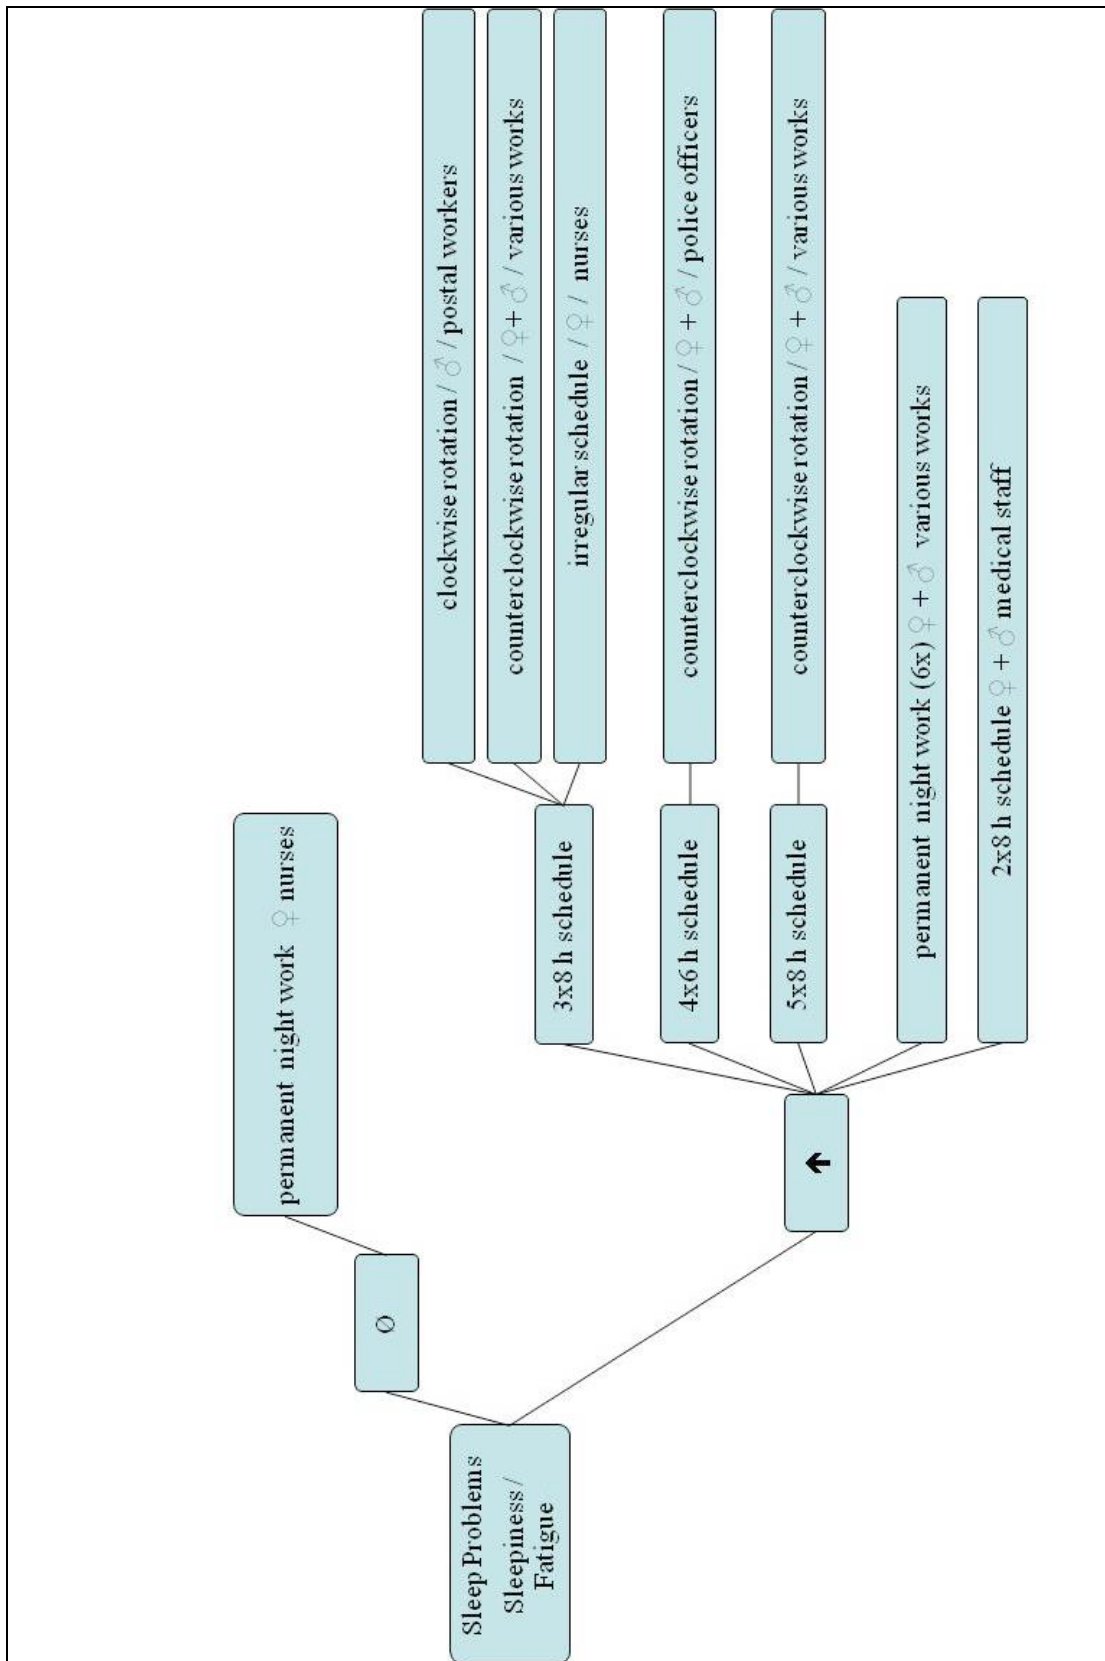 Sleep Problems
Sleepiness /
Fatigue
Ø
permanent night work ♀ nurses
➔
3x8 h schedule
clockwise rotation / ♂ / postal workers
counterclockwise rotation / ♀+ ♂ / various works
irregular schedule / ♀ / nurses
4x6 h schedule
counterclockwise rotation / ♀ + ♂ / police officers
5x8 h schedule
counterclockwise rotation / ♀ + ♂ / various works
permanent night work (6x) ♀ + ♂ various works
2x8 h schedule ♀ + ♂ medical staff